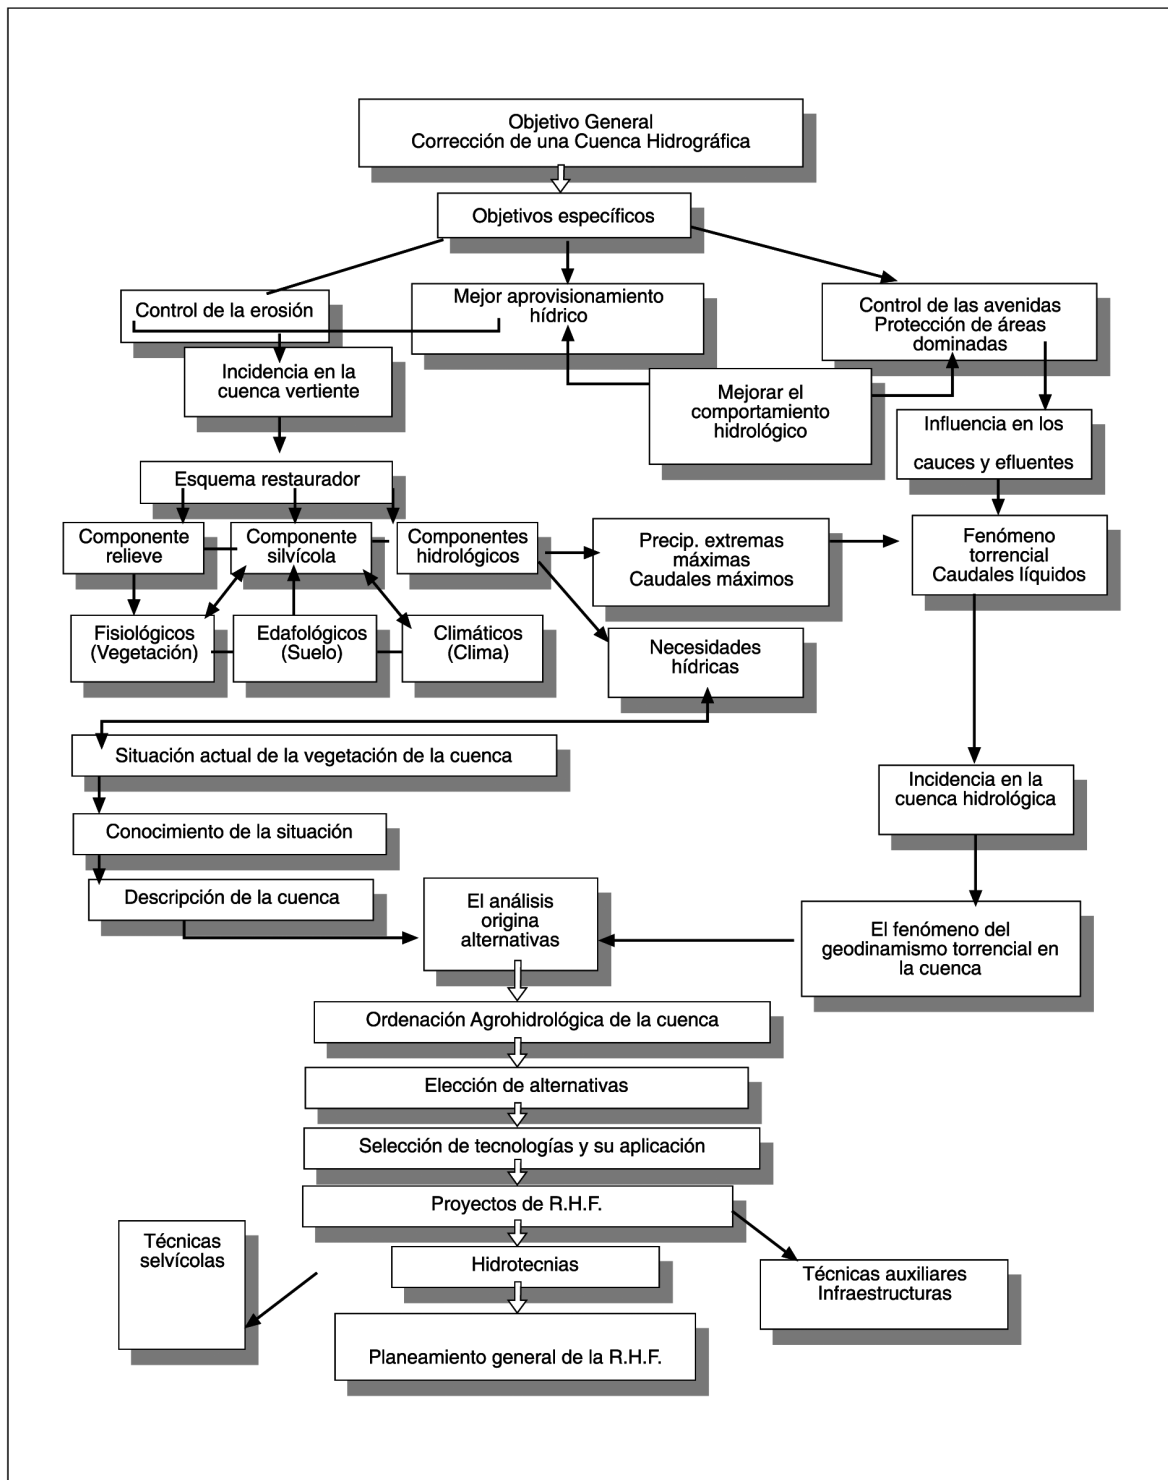 Objetivo General
Corrección de una Cuenca Hidrográfica
Objetivos específicos
Control de la erosión
Mejor aprovisionamiento
hídrico
Control de las avenidas
Protección de áreas
dominadas
Incidencia en la
cuenca vertiente
Mejorar el
comportamiento
hidrológico
Influencia en los
cauces y efluentes
Esquema restaurador
Componente
relieve
Componente
silvícola
Componentes
hidrológicos
Precip. extremas
máximas
Caudales máximos
Fenómeno
torrencial
Caudales líquidos
Fisiológicos
(Vegetación)
Edafológicos
(Suelo)
Climáticos
(Clima)
Necesidades
hídricas
Situación actual de la vegetación de la cuenca
Incidencia en la
cuenca hidrológica
Conocimiento de la situación
Descripción de la cuenca
El análisis
origina
alternativas
El fenómeno del
geodinamismo torrencial en
la cuenca
Ordenación Agrohidrológica de la cuenca
Elección de alternativas
Selección de tecnologías y su aplicación
Proyectos de R.H.F.
Técnicas
selvícolas
Hidrotecnias
Técnicas auxiliares
Infraestructuras
Planeamiento general de la R.H.F.